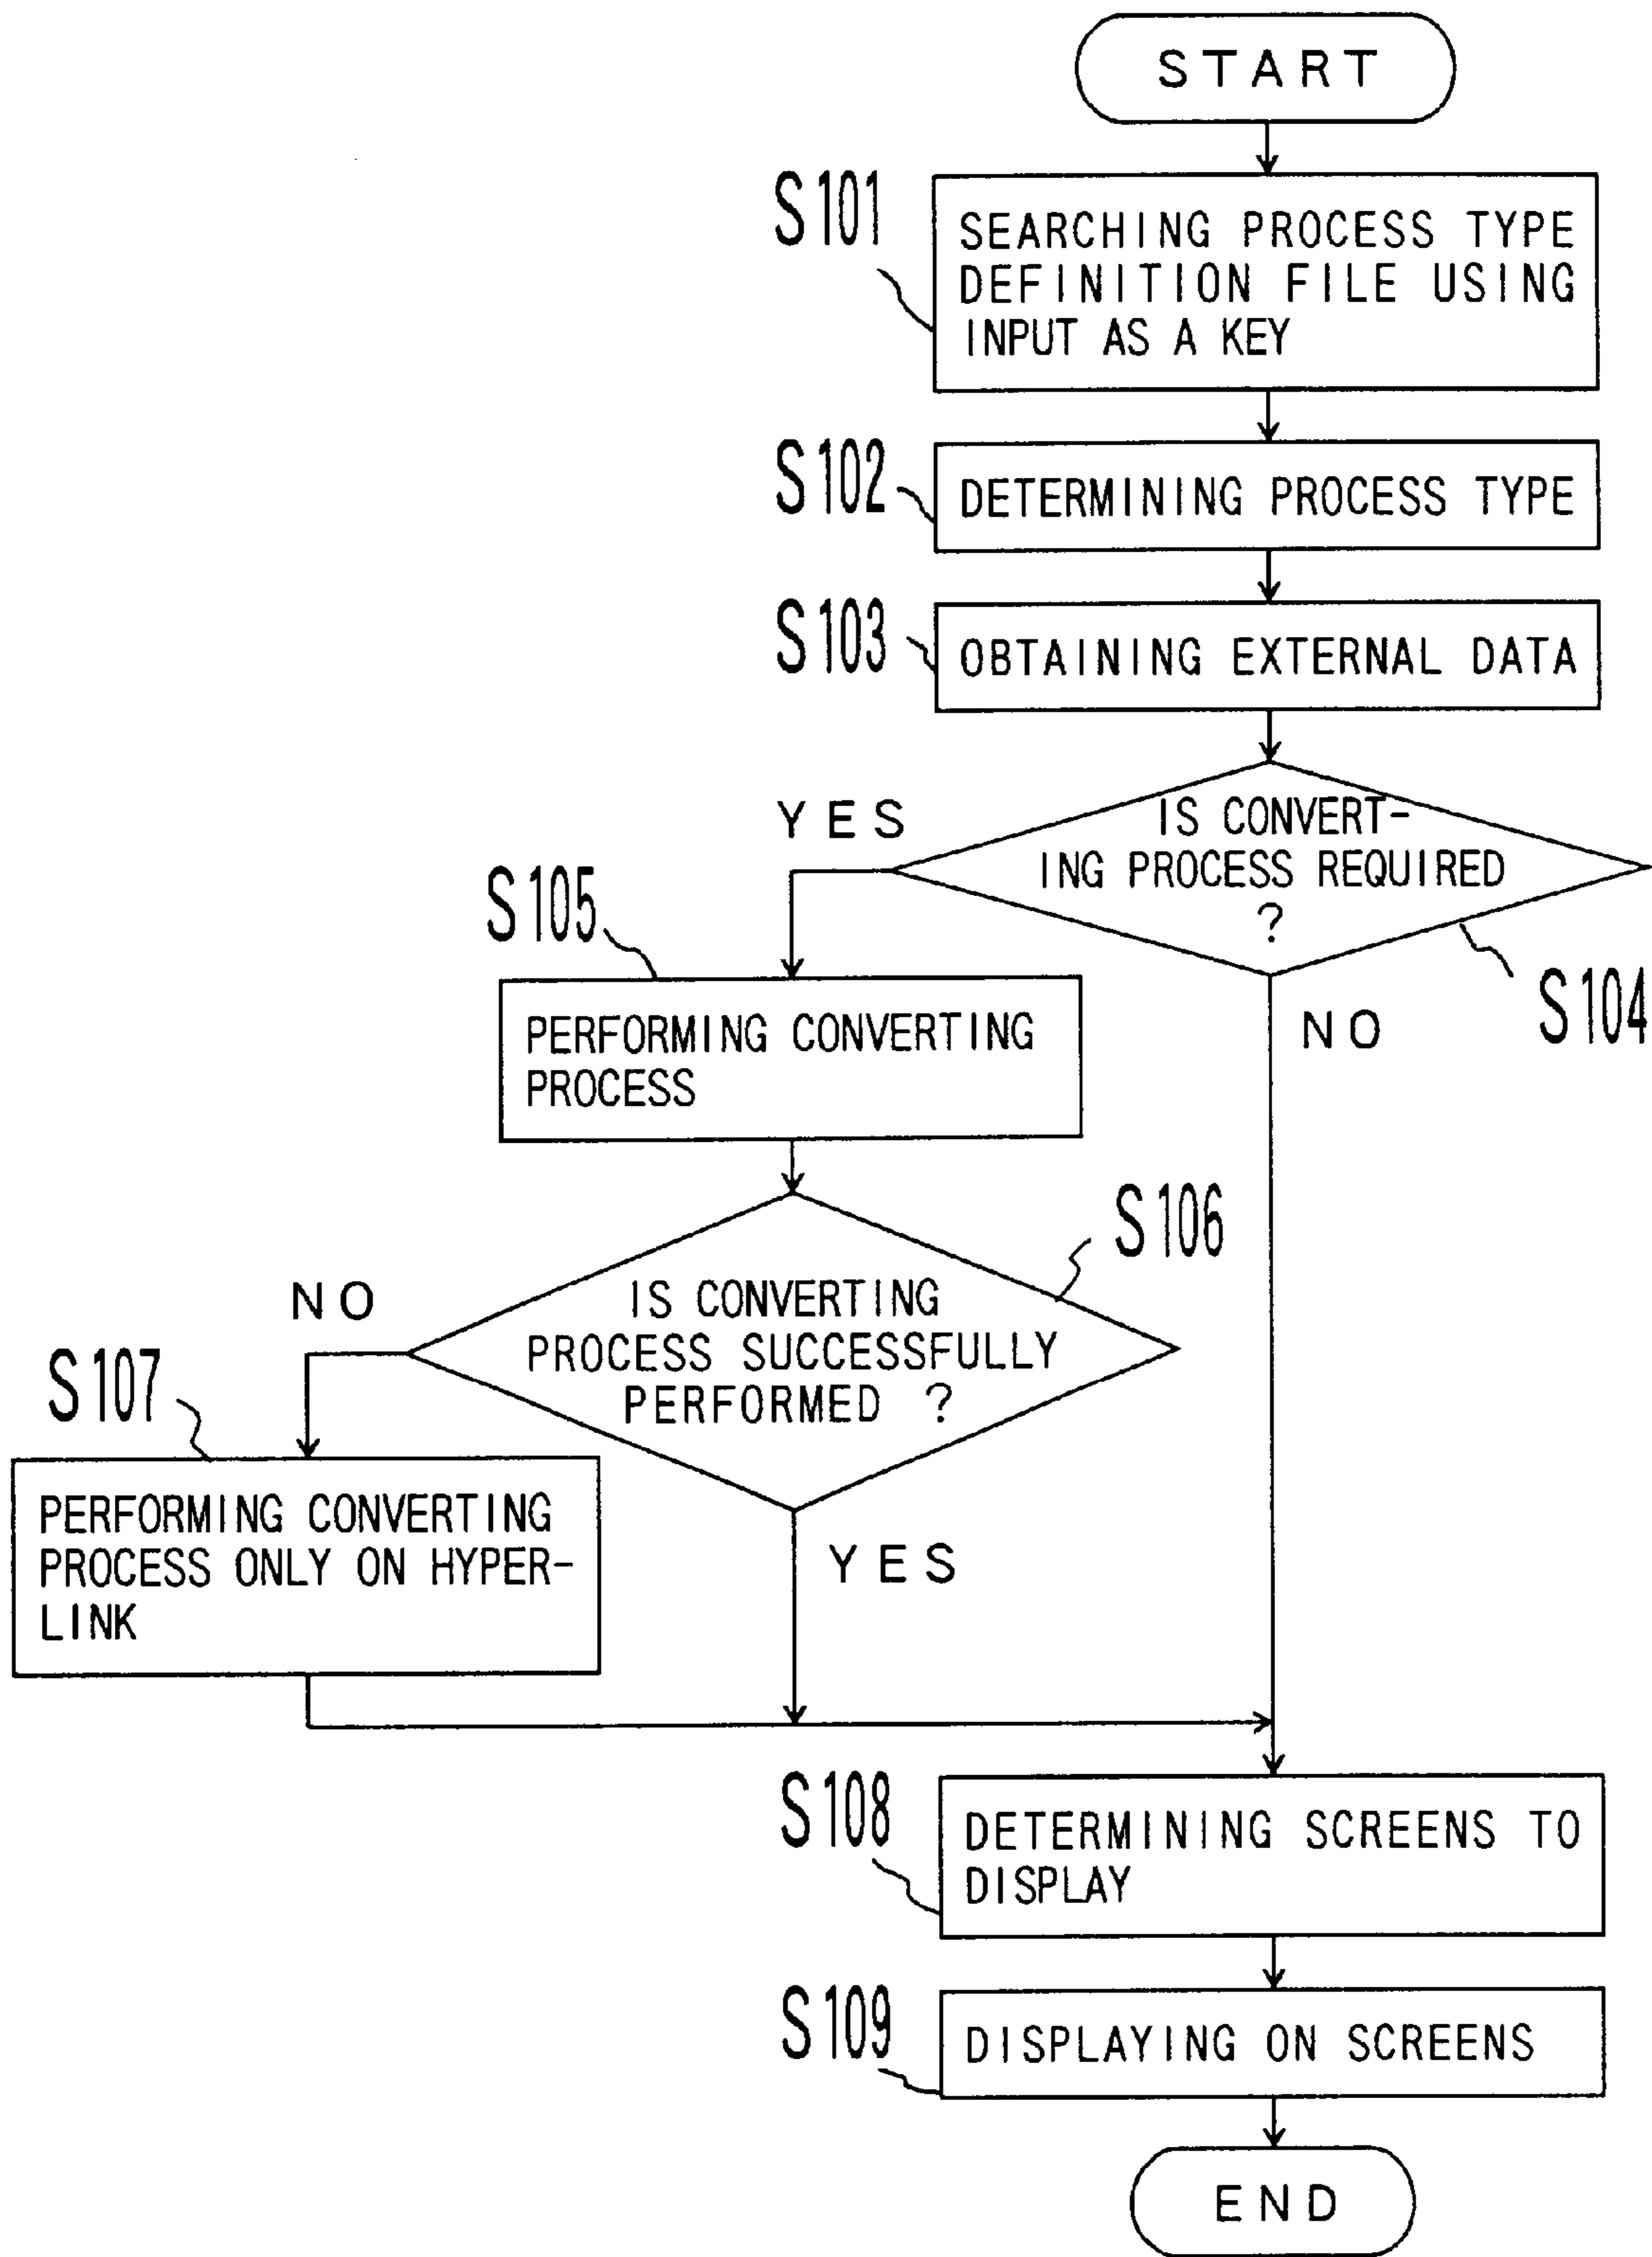 START
S101
SEARCHING PROCESS TYPE
DEFINITION FILE USING
INPUT AS A KEY
S102
DETERMINING PROCESS TYPE
S103
OBTAINING EXTERNAL DATA
YES
IS CONVERT-
ING PROCESS REQUIRED
?
S104
NO
S105
PERFORMING CONVERTING
PROCESS
S106
NO
IS CONVERTING
PROCESS SUCCESSFULLY
PERFORMED ?
S107
YES
PERFORMING CONVERTING
PROCESS ONLY ON HYPER-
LINK
S108
DETERMINING SCREENS TO
DISPLAY
S109
DISPLAYING ON SCREENS
END